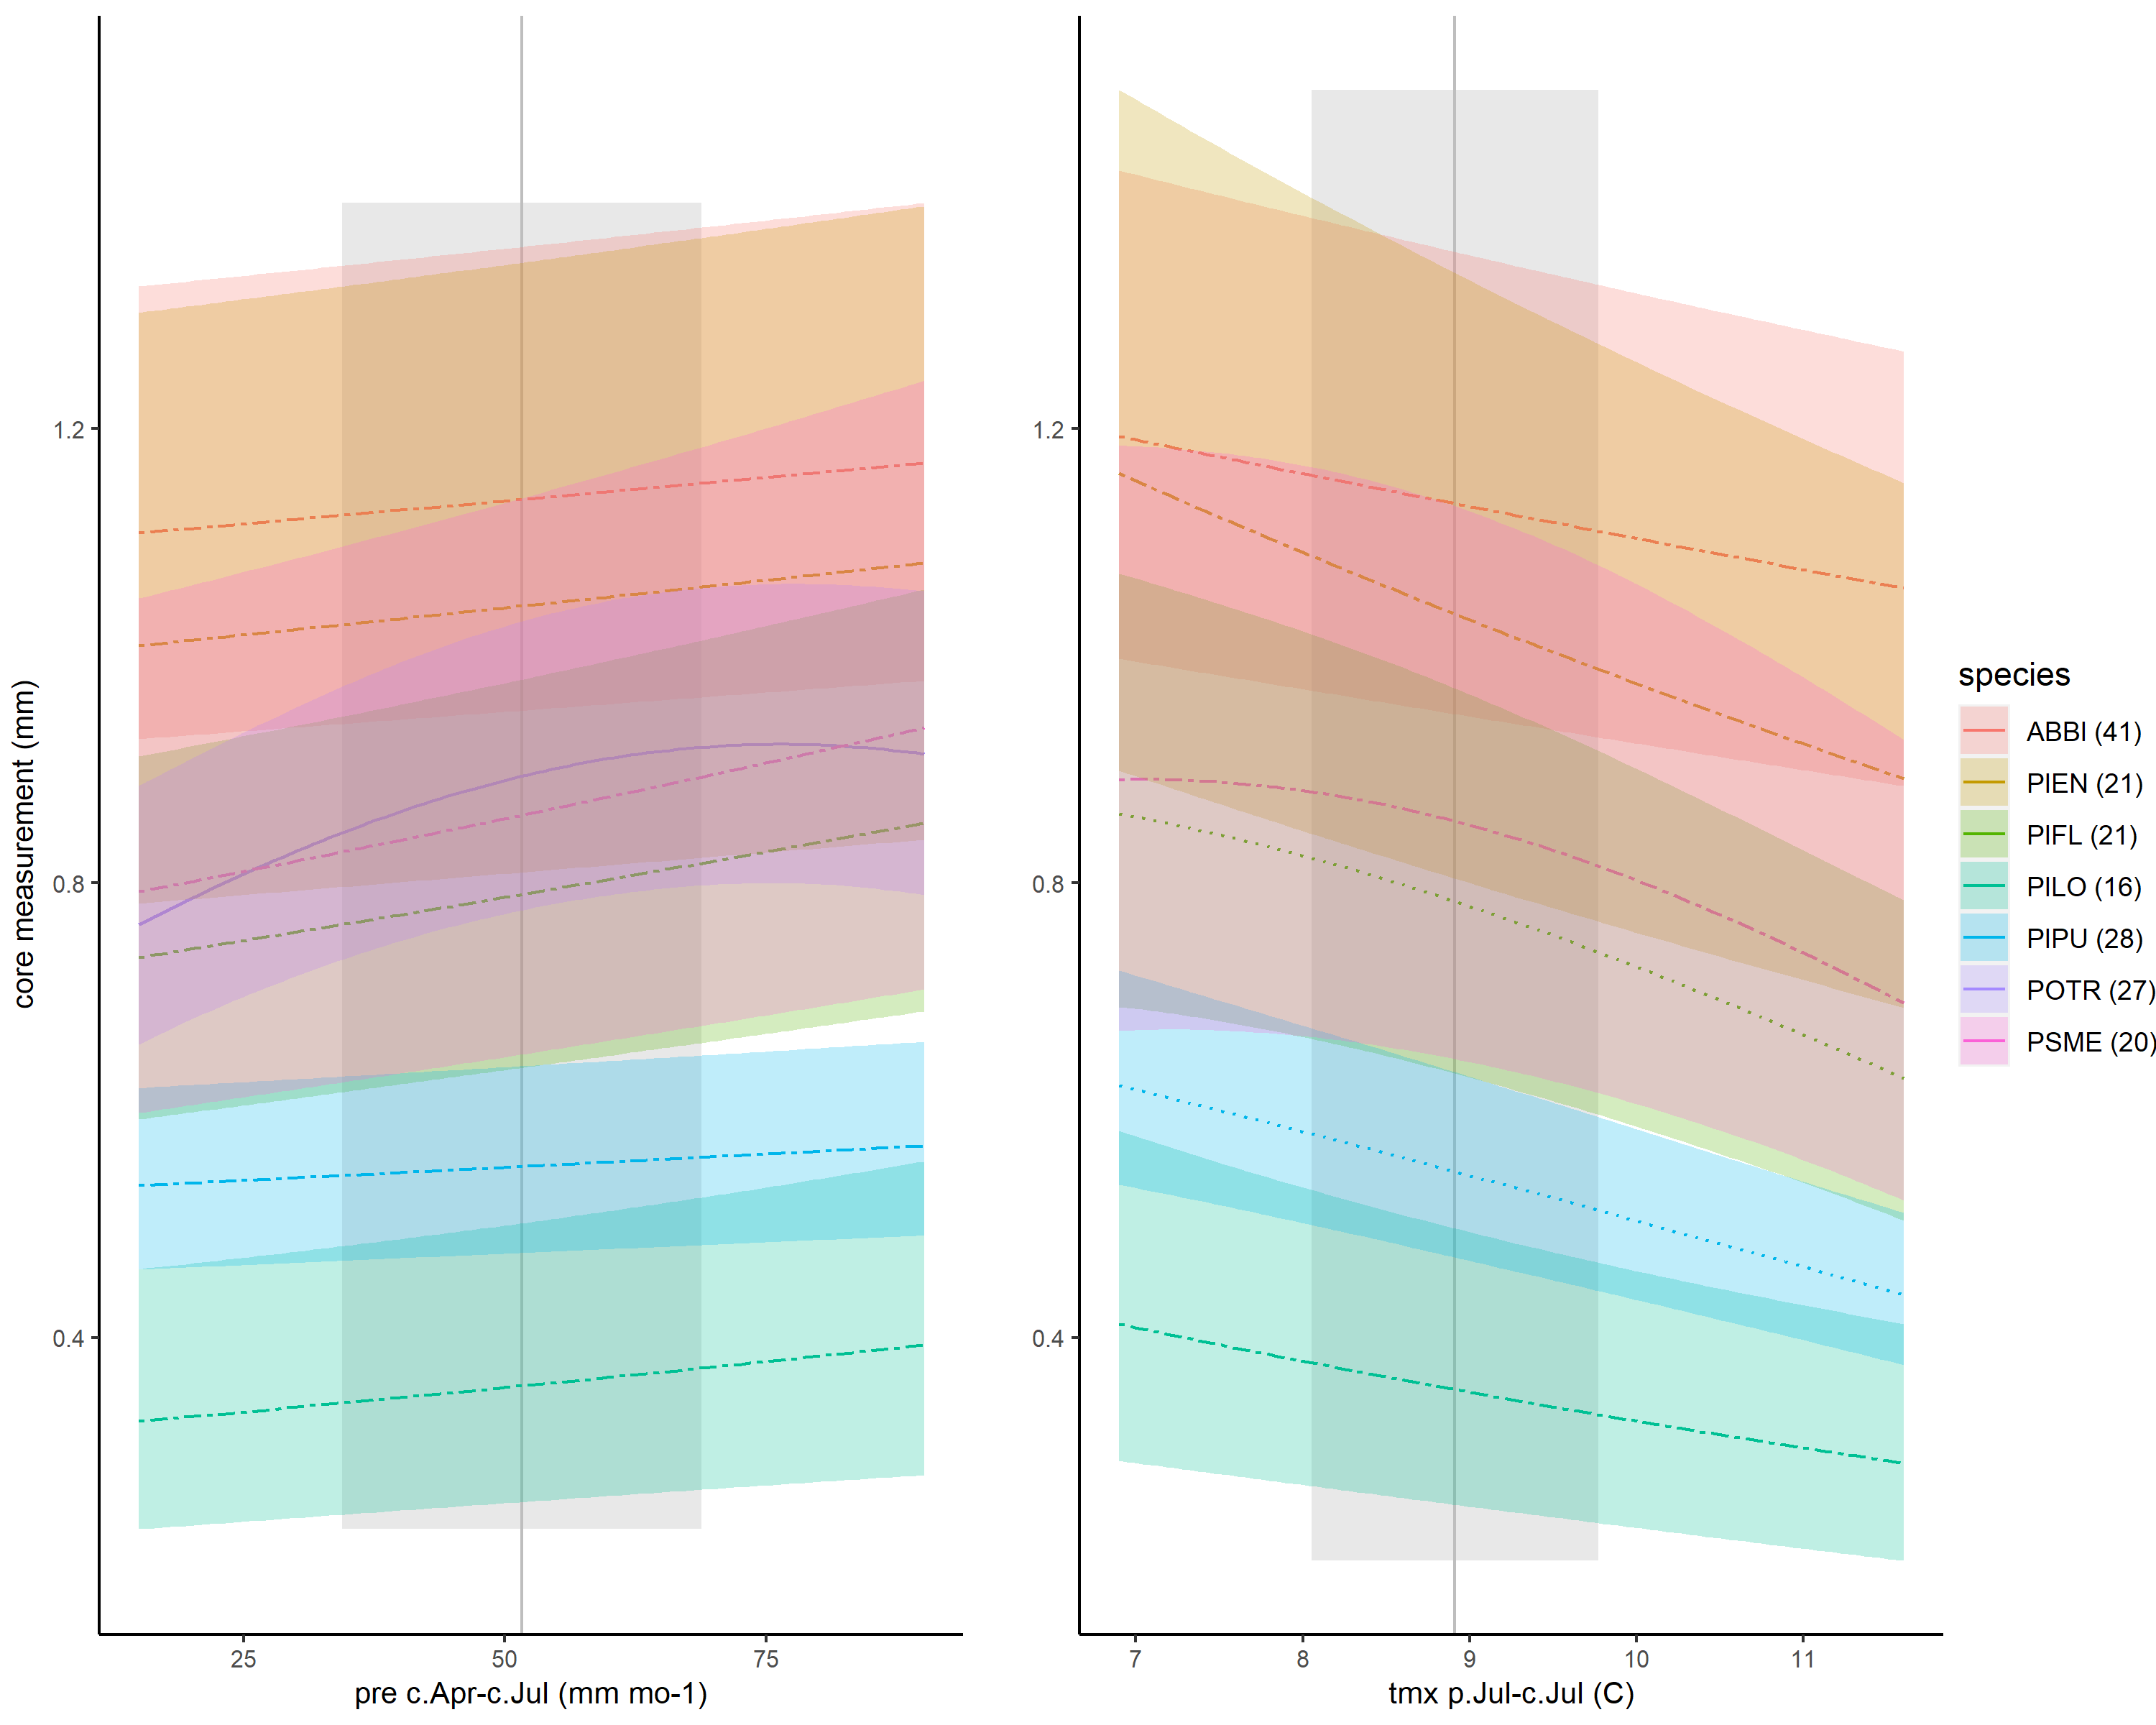 core measurement (mm)
1.2
0.8
0.4
25 50 75
pre c.Apr-c.Jul (mm mo-1)
1.2
0.8
0.4
7 8 9 10 11
tmx p.Jul-c.Jul (C)
species
ABBI (41)
PIEN (21)
PIFL (21)
PILO (16)
PIPU (28)
POTR (27)
PSME (20)